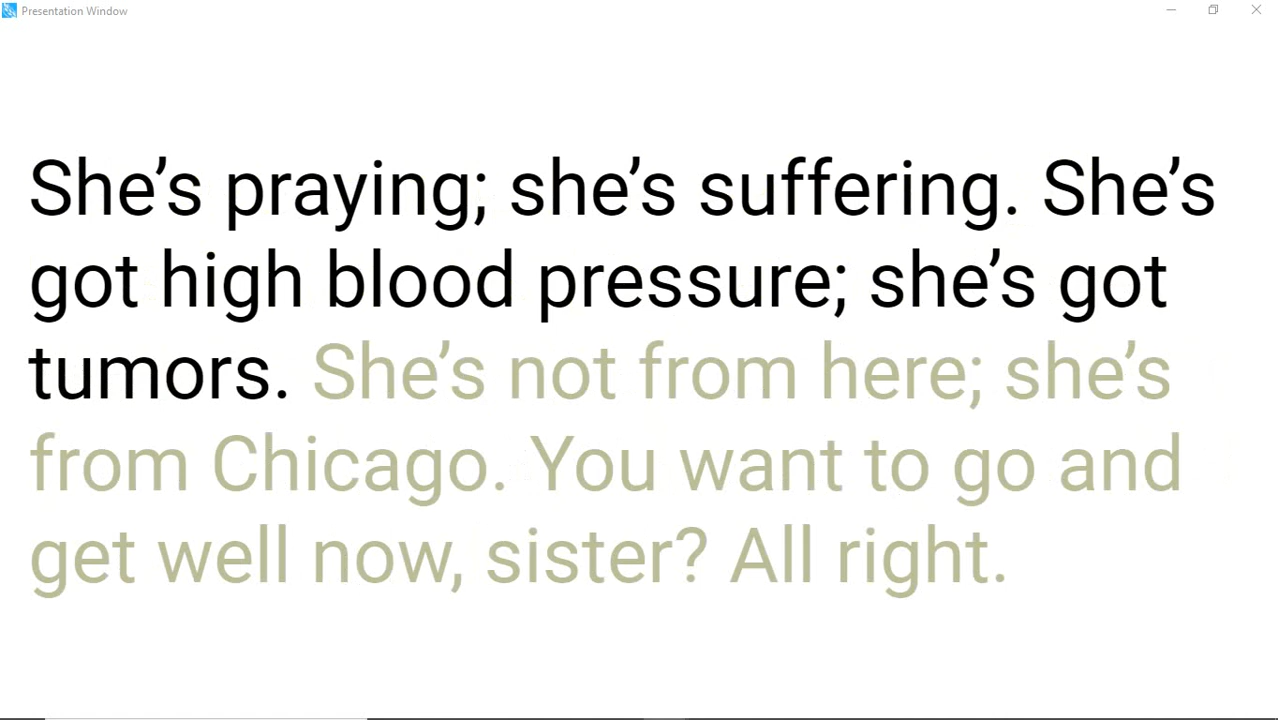 Presentation Window
She’s praying; she’s suffering. She’s
got high blood pressure; she’s got
tumors. She’s not from here; she’s
from Chicago. You want to go and
get well now, sister? All right.